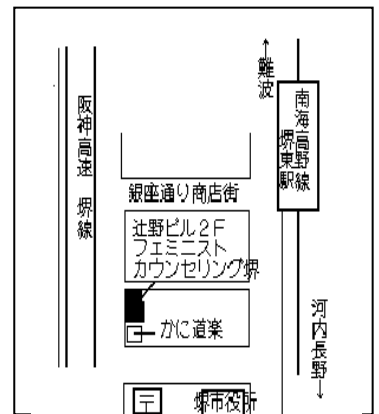 ↑難波
南海高野線
堺東駅
阪神高速 堺線
銀座通り商店街
辻野ビル2F
フェミニスト
カウンセリング堺
かに道楽
河内長野→
〒
堺市役所